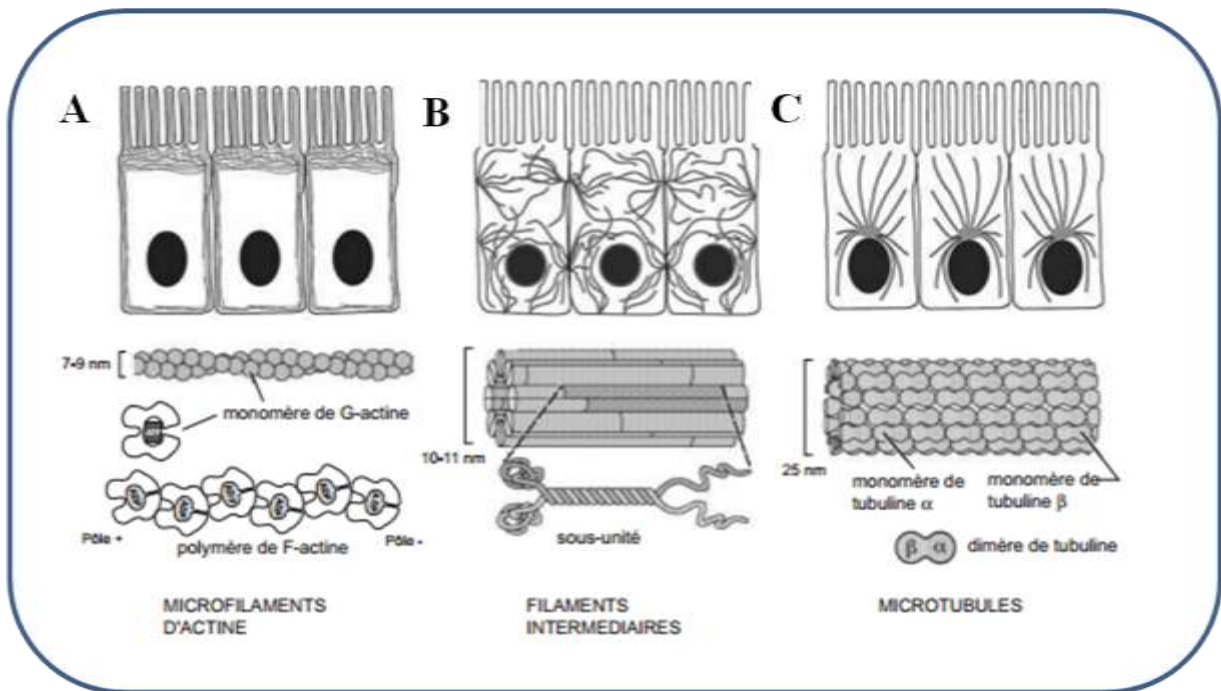 A
B
C
7-9 nm
monomère de G-actine
Pôle +
polymère de F-actine
Pôle -
MICROFILAMENTS
D'ACTINE
10-11 nm
sous-unité
FILAMENTS
INTERMEDIAIRES
25 nm
monomère de
tubuline α
monomère de
tubuline β
β α
dimère de tubuline
MICROTUBULES